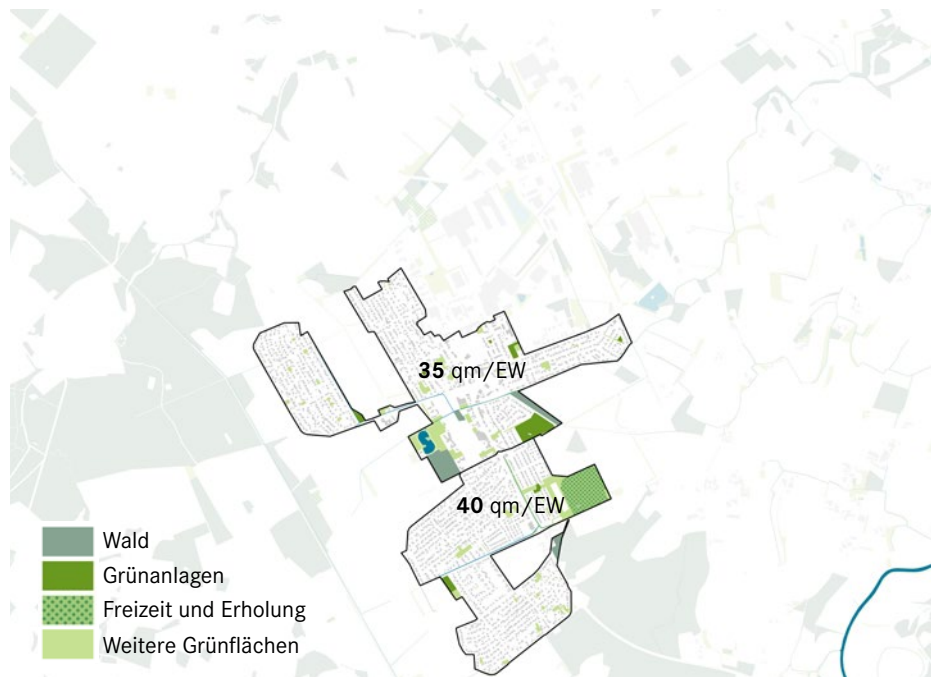 35 qm/EW
40 qm/EW
Wald
Grünanlagen
Freizeit und Erholung
Weitere Grünflächen